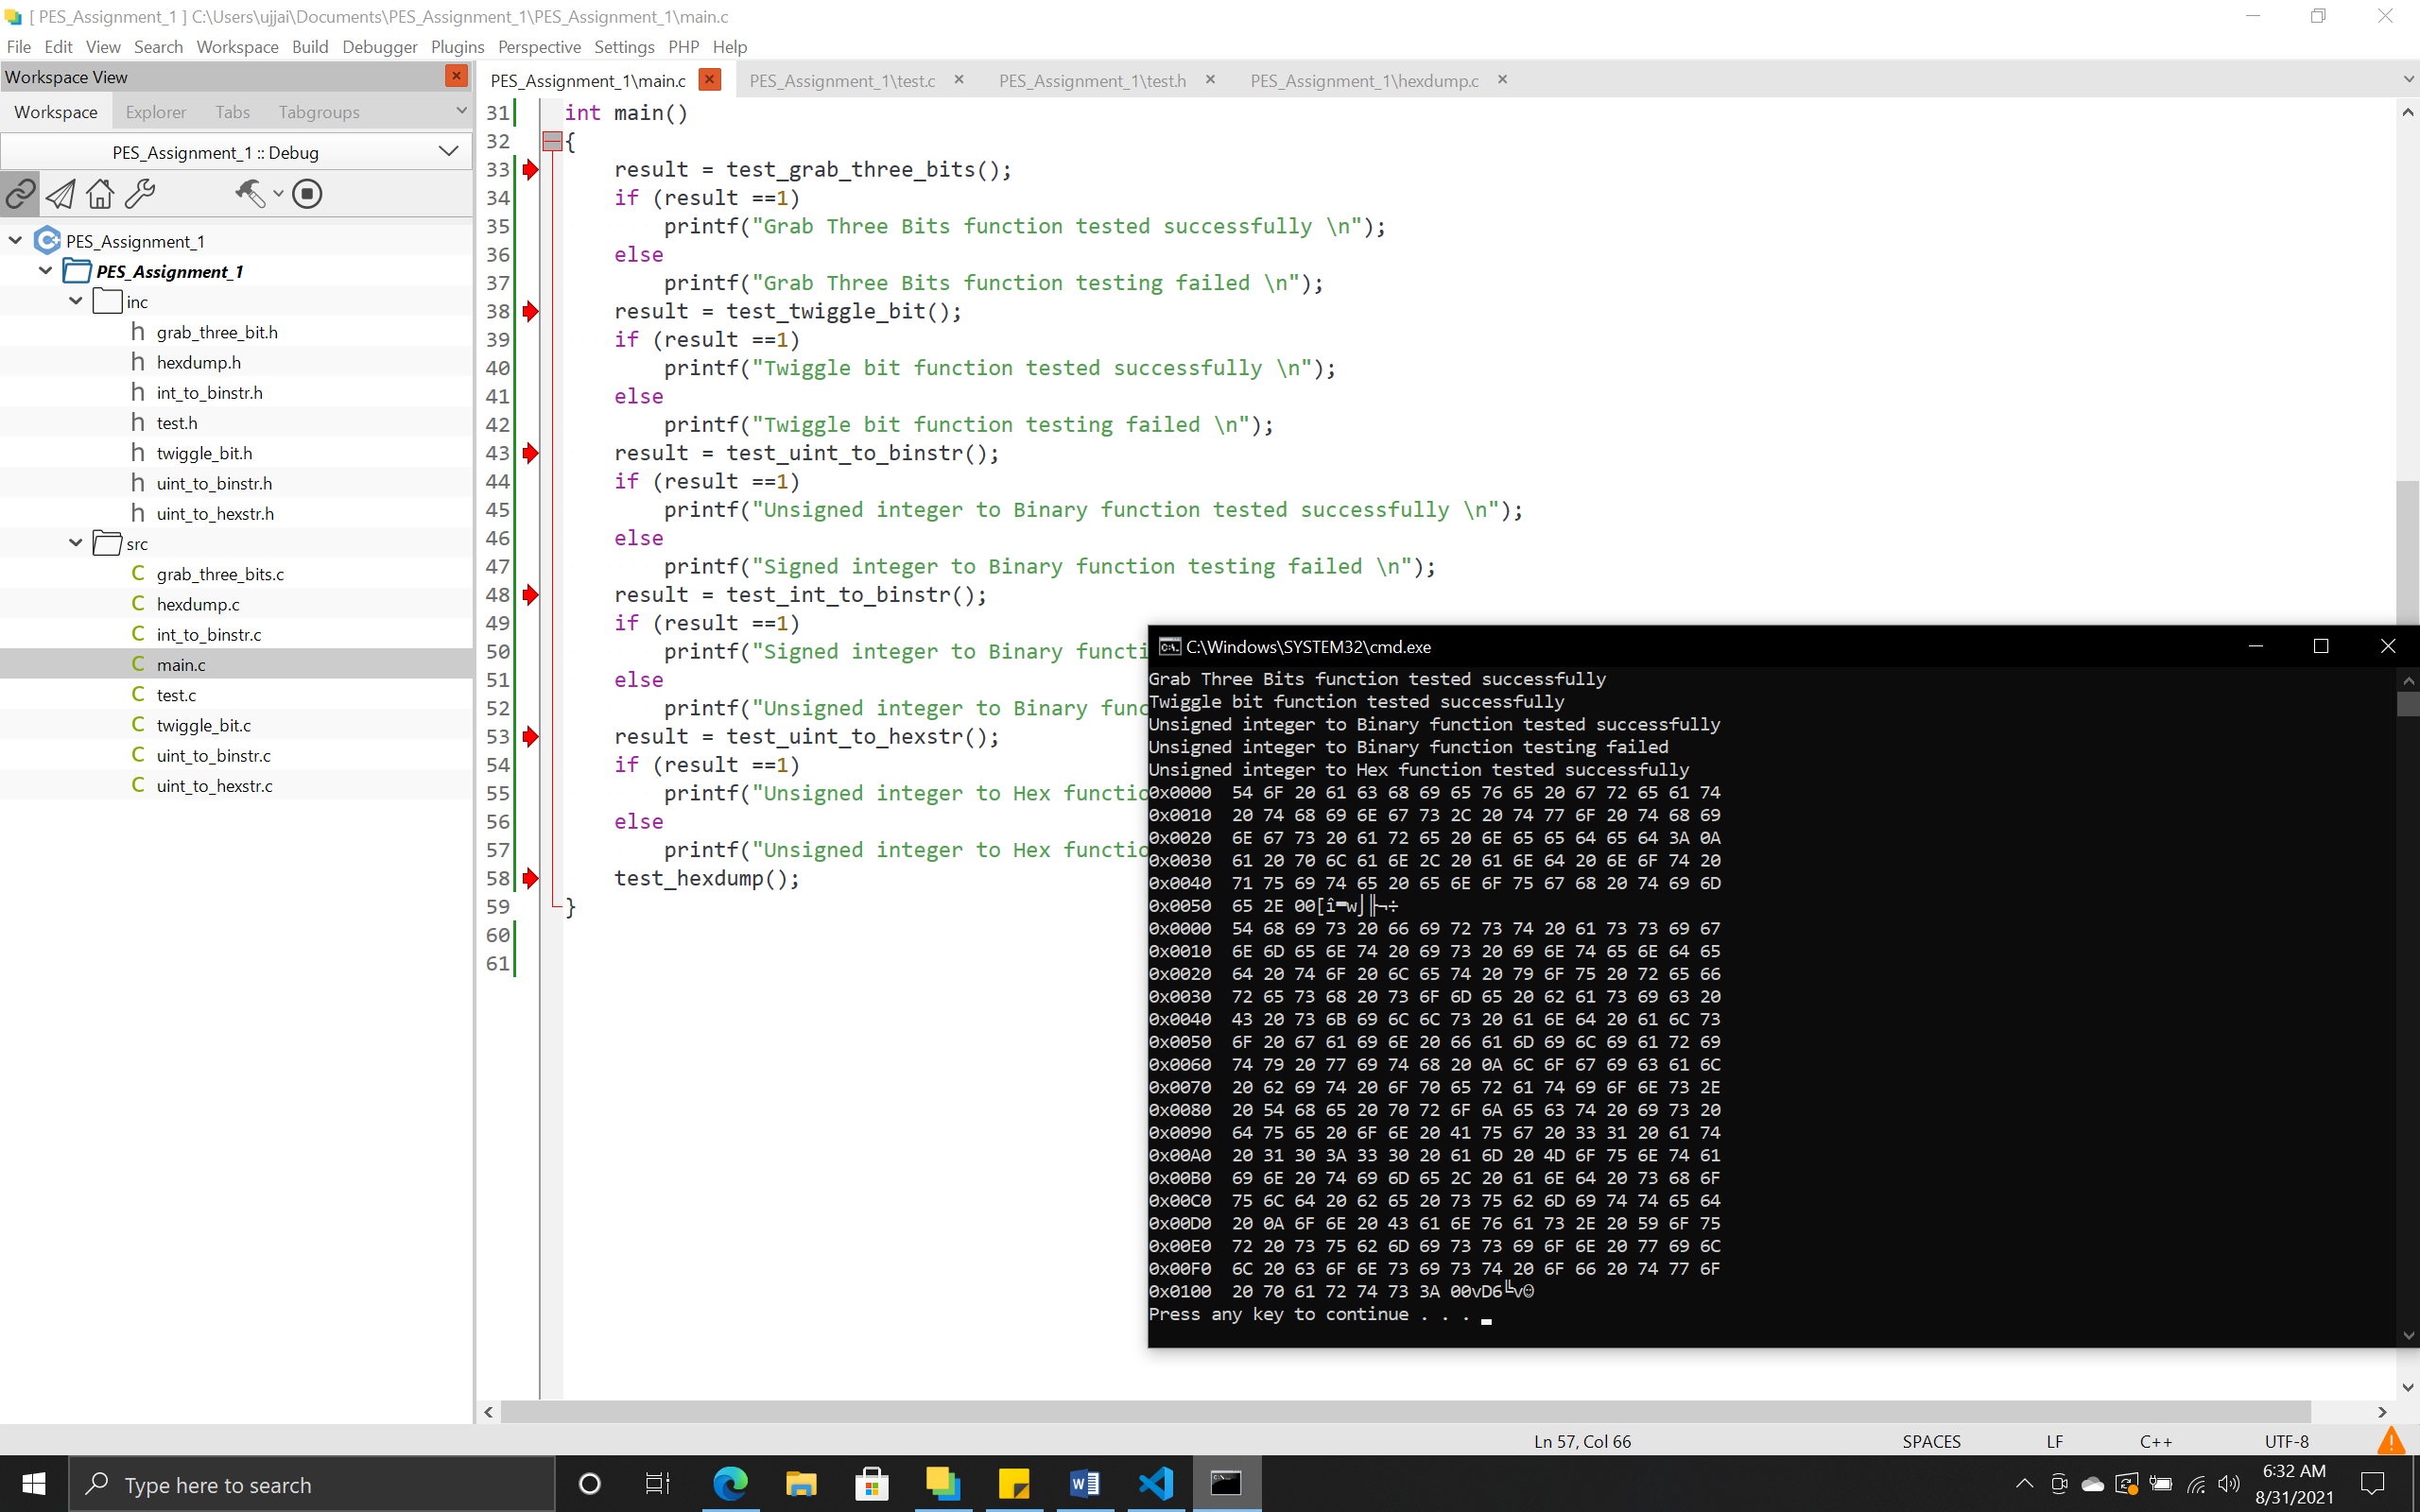 [ PES_Assignment_1 ] C:\Users\ujjai\Documents\PES_Assignment_1\PES_Assignment_1\main.c
File Edit View Search Workspace Build Debugger Plugins Perspective Settings PHP Help
Workspace View
Workspace Explorer Tabs Tabgroups
PES_Assignment_1 :: Debug
PES_Assignment_1
PES_Assignment_1
inc
h grab_three_bit.h
h hexdump.h
h int_to_binstr.h
h test.h
h twiggle_bit.h
h uint_to_binstr.h
h uint_to_hexstr.h
src
C grab_three_bits.c
C hexdump.c
C int_to_binstr.c
C main.c
C test.c
C twiggle_bit.c
C uint_to_binstr.c
C uint_to_hexstr.c
PES_Assignment_1\main.c PES_Assignment_1\test.c PES_Assignment_1\test.h PES_Assignment_1\hexdump.c
31 int main()
32 {
33 result = test_grab_three_bits();
34 if (result ==1)
35 printf("Grab Three Bits function tested successfully \n");
36 else
37 printf("Grab Three Bits function testing failed \n");
38 result = test_twiggle_bit();
39 if (result ==1)
40 printf("Twiggle bit function tested successfully \n");
41 else
42 printf("Twiggle bit function testing failed \n");
43 result = test_uint_to_binstr();
44 if (result ==1)
45 printf("Unsigned integer to Binary function tested successfully \n");
46 else
47 printf("Signed integer to Binary function testing failed \n");
48 result = test_int_to_binstr();
49 if (result ==1)
50 printf("Signed integer to Binary functi
51 else
52 printf("Unsigned integer to Binary func
53 result = test_uint_to_hexstr();
54 if (result ==1)
55 printf("Unsigned integer to Hex functio
56 else
57 printf("Unsigned integer to Hex functio
58 test_hexdump();
59 }
60
61
C:\Windows\SYSTEM32\cmd.exe
Grab Three Bits function tested successfully
Twiggle bit function tested successfully
Unsigned integer to Binary function tested successfully
Unsigned integer to Binary function testing failed
Unsigned integer to Hex function tested successfully
0x0000 54 6F 20 61 63 68 69 65 76 65 20 67 72 65 61 74
0x0010 20 74 68 69 6E 67 73 2C 20 74 77 6F 20 74 68 69
0x0020 6E 67 73 20 61 72 65 20 6E 65 65 64 65 64 3A 0A
0x0030 61 20 70 6C 61 6E 2C 20 61 6E 64 20 6E 6F 74 20
0x0040 71 75 69 74 65 20 65 6E 6F 75 67 68 20 74 69 6D
0x0050 65 2E 00[î▬w⌡╟¬÷
0x0000 54 68 69 73 20 66 69 72 73 74 20 61 73 73 69 67
0x0010 6E 6D 65 6E 74 20 69 73 20 69 6E 74 65 6E 64 65
0x0020 64 20 74 6F 20 6C 65 74 20 79 6F 75 20 72 65 66
0x0030 72 65 73 68 20 73 6F 6D 65 20 62 61 73 69 63 20
0x0040 43 20 73 6B 69 6C 6C 73 20 61 6E 64 20 61 6C 73
0x0050 6F 20 67 61 69 6E 20 66 61 6D 69 6C 69 61 72 69
0x0060 74 79 20 77 69 74 68 20 0A 6C 6F 67 69 63 61 6C
0x0070 20 62 69 74 20 6F 70 65 72 61 74 69 6F 6E 73 2E
0x0080 20 54 68 65 20 70 72 6F 6A 65 63 74 20 69 73 20
0x0090 64 75 65 20 6F 6E 20 41 75 67 20 33 31 20 61 74
0x00A0 20 31 30 3A 33 30 20 61 6D 20 4D 6F 75 6E 74 61
0x00B0 69 6E 20 74 69 6D 65 2C 20 61 6E 64 20 73 68 6F
0x00C0 75 6C 64 20 62 65 20 73 75 62 6D 69 74 74 65 64
0x00D0 20 0A 6F 6E 20 43 61 6E 76 61 73 2E 20 59 6F 75
0x00E0 72 20 73 75 62 6D 69 73 73 69 6F 6E 20 77 69 6C
0x00F0 6C 20 63 6F 6E 73 69 73 74 20 6F 66 20 74 77 6F
0x0100 20 70 61 72 74 73 3A 00vD6╚v☺
Press any key to continue . . .
Ln 57, Col 66 SPACES LF C++ UTF-8
Type here to search
6:32 AM
8/31/2021